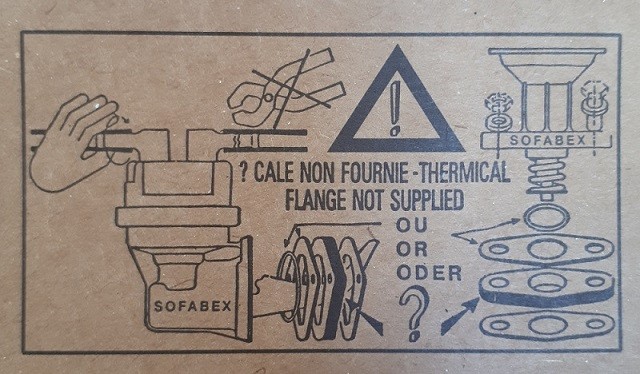 SOFABEX
? CALE NON FOURNIE - THERMICAL
FLANGE NOT SUPPLIED
OU
OR
ODER
?
SOFABEX